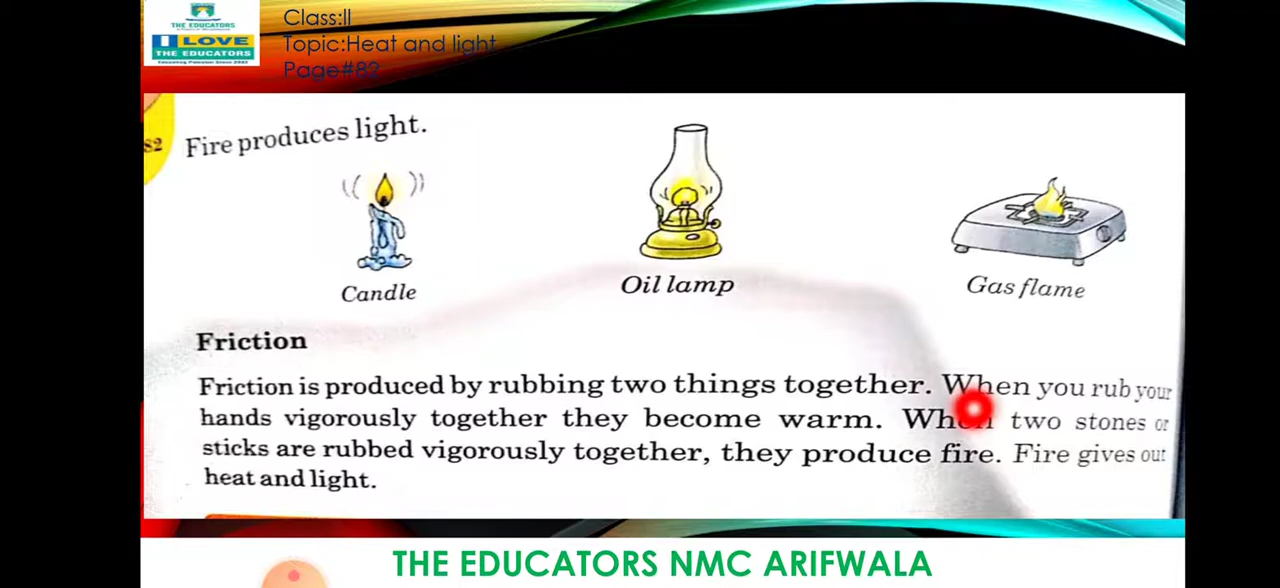 THE EDUCATORS
I LOVE
THE EDUCATORS
Class:II
Topic:Heat and light
Page#82
82
Fire produces light.
Candle
Oil lamp
Gas flame
Friction
Friction is produced by rubbing two things together. When you rub your
hands vigorously together they become warm. When two stones or
sticks are rubbed vigorously together, they produce fire. Fire gives out
heat and light.
THE EDUCATORS NMC ARIFWALA